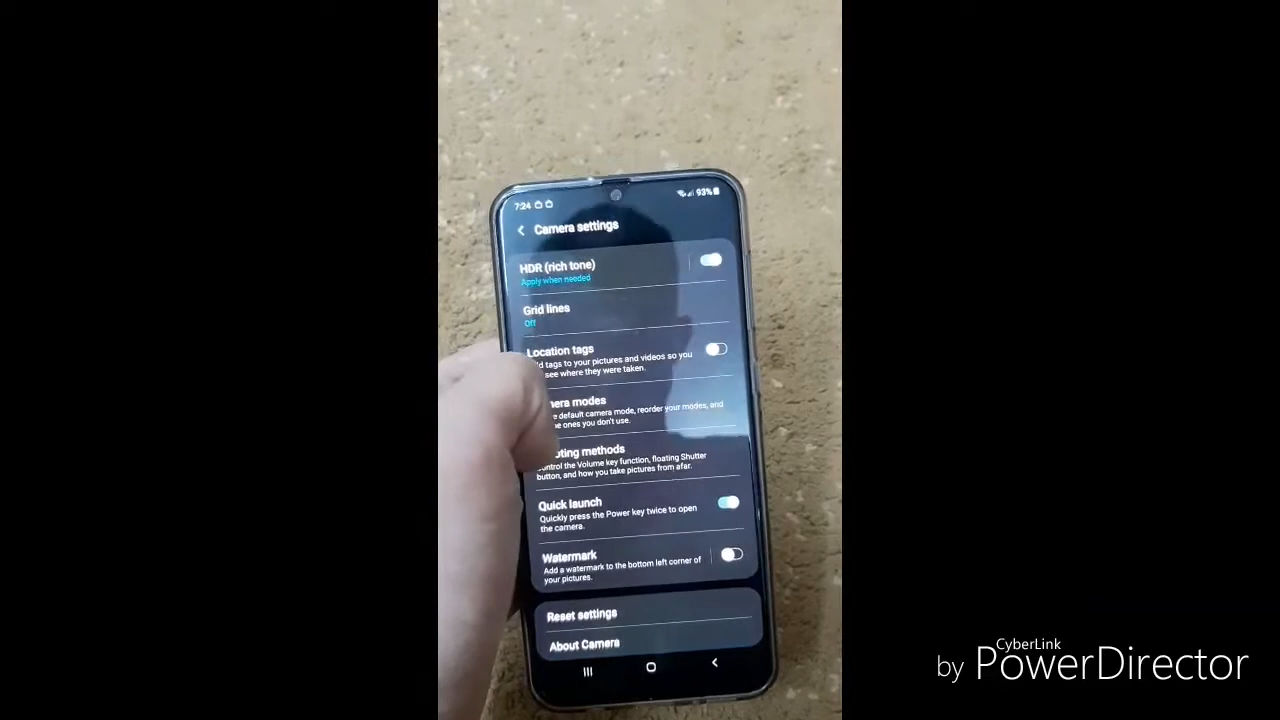 7:24
93%
Camera settings
HDR (rich tone)
Apply when needed
Grid lines
Off
Location tags
tags to your pictures and videos so you
see where they were taken.
modes
default camera mode, reorder your modes, and
ones you don't use.
methods
the Volume key function, floating Shutter
button, and how you take pictures from afar.
Quick launch
Quickly press the Power key twice to open
the camera.
Watermark
Add a watermark to the bottom left corner of
your pictures.
Reset settings
About Camera
CyberLink
by PowerDirector